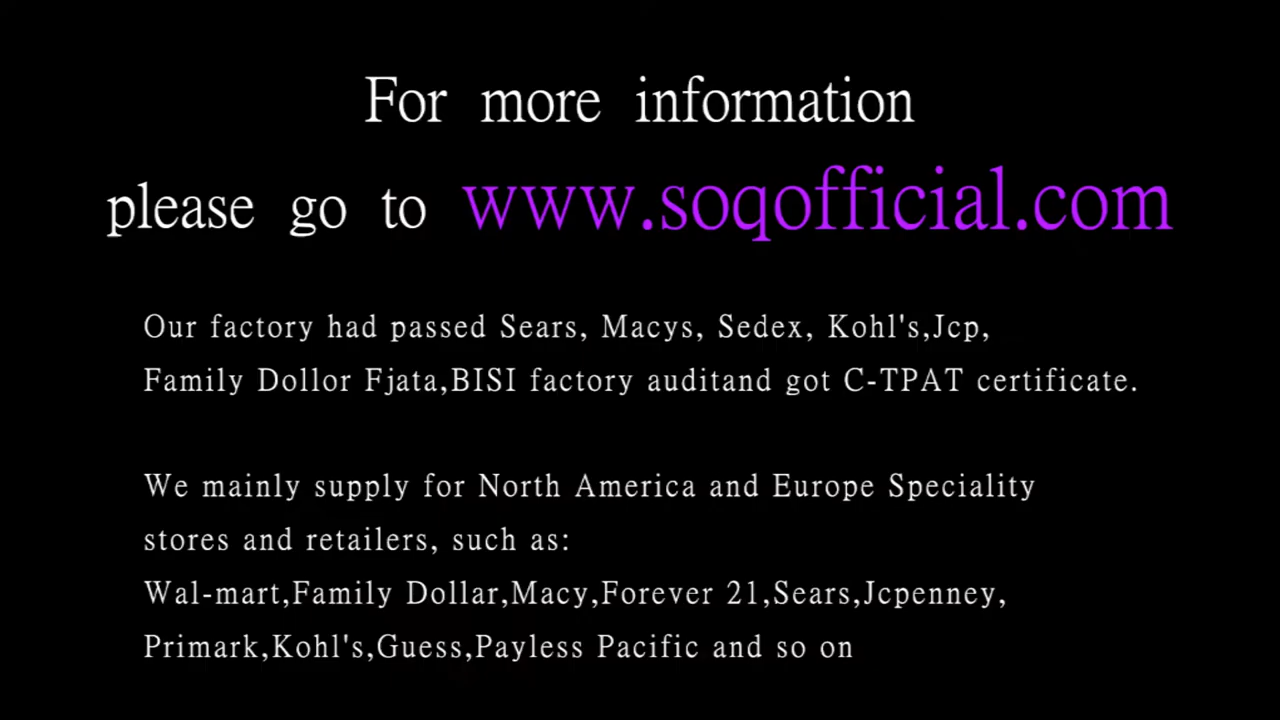 For more information
please go to www.soqofficial.com
Our factory had passed Sears, Macys, Sedex, Kohl's,Jcp,
Family Dollor Fjata,BISI factory auditand got C-TPAT certificate.
We mainly supply for North America and Europe Speciality
stores and retailers, such as:
Wal-mart,Family Dollar,Macy,Forever 21,Sears,Jcpenney,
Primark,Kohl's,Guess,Payless Pacific and so on